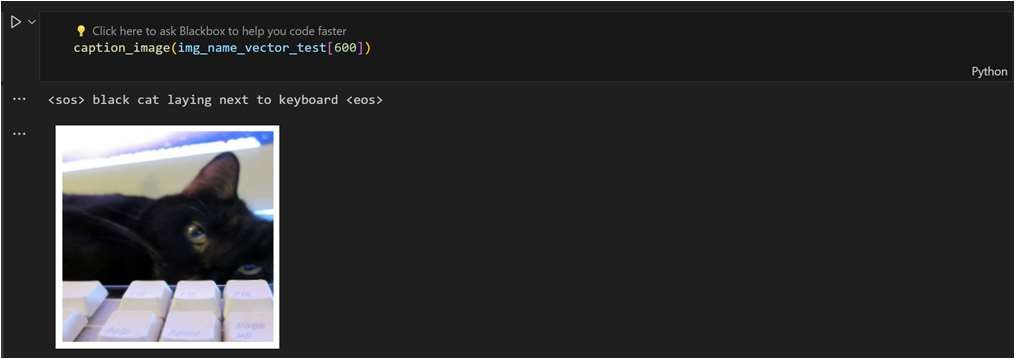 Click here to ask Blackbox to help you code faster
caption_image(img_name_vector_test[600])
Python
<sos> black cat laying next to keyboard <eos>